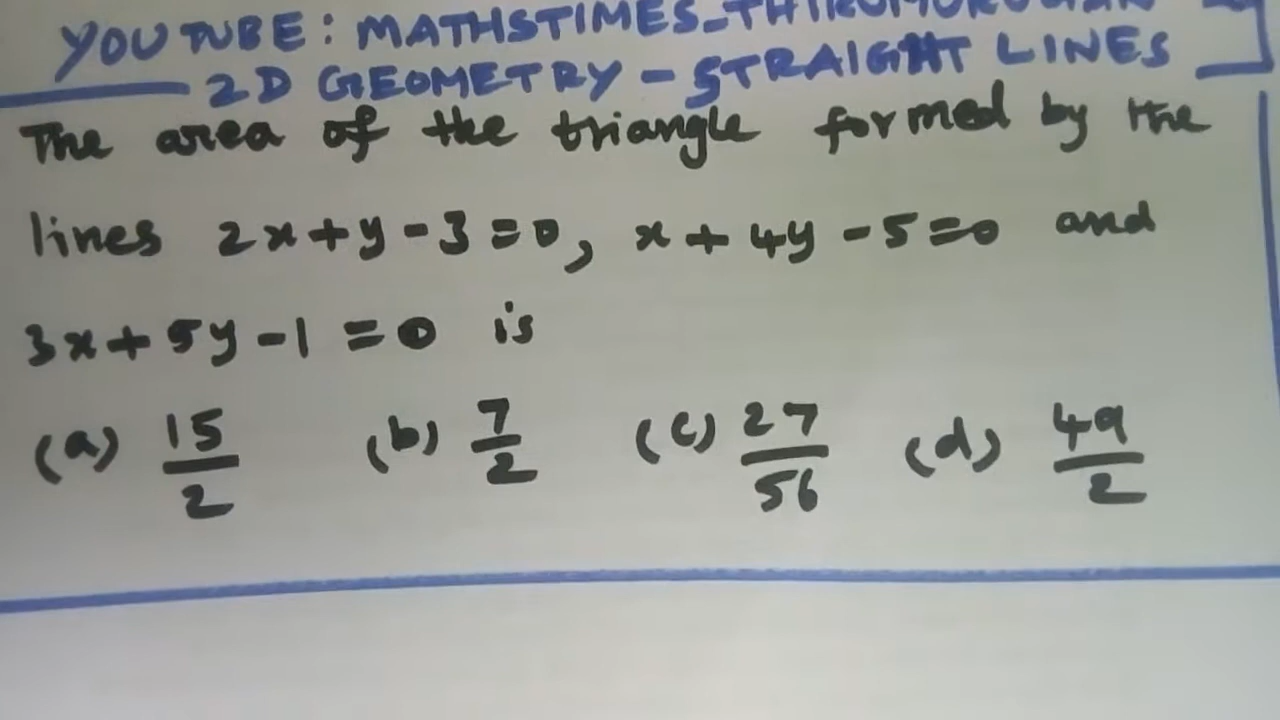 YOUTUBE: MATHSTIMES_THIRUMURUGAN
2D GEOMETRY - STRAIGHT LINES
The area of the triangle formed by the
lines 2x+y-3=0, x+4y-5=0 and
3x+5y-1=0 is
(a) 15/2 (b) 7/2 (c) 27/56 (d) 49/2